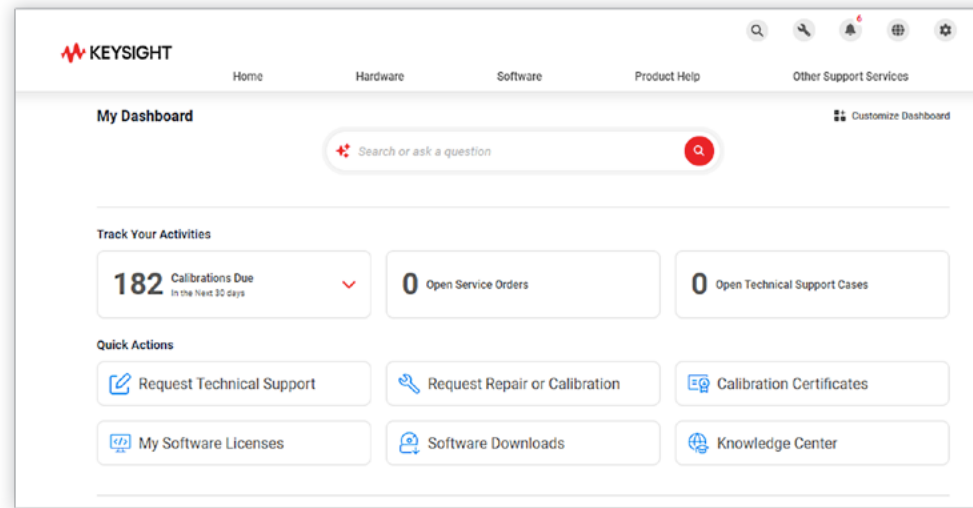 6
KEYSIGHT
Home Hardware Software Product Help Other Support Services
My Dashboard
Customize Dashboard
Search or ask a question
Track Your Activities
182 Calibrations Due
In the Next 30 days
0 Open Service Orders
0 Open Technical Support Cases
Quick Actions
Request Technical Support
Request Repair or Calibration
Calibration Certificates
My Software Licenses
Software Downloads
Knowledge Center